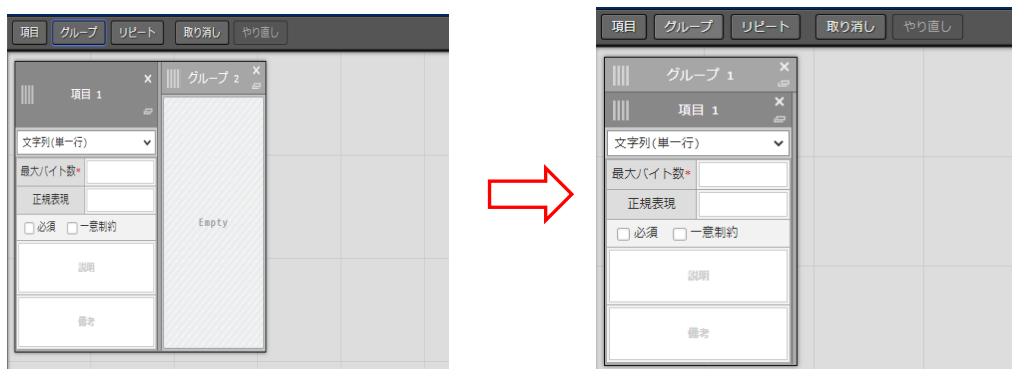 項目 グループ リピート 取り消し やり直し
項目 1
グループ 2
文字列(単一行)
最大バイト数*
正規表現
必須 一意制約
説明
備考
Empty
項目 グループ リピート 取り消し やり直し
グループ 1
項目 1
文字列(単一行)
最大バイト数*
正規表現
必須 一意制約
説明
備考